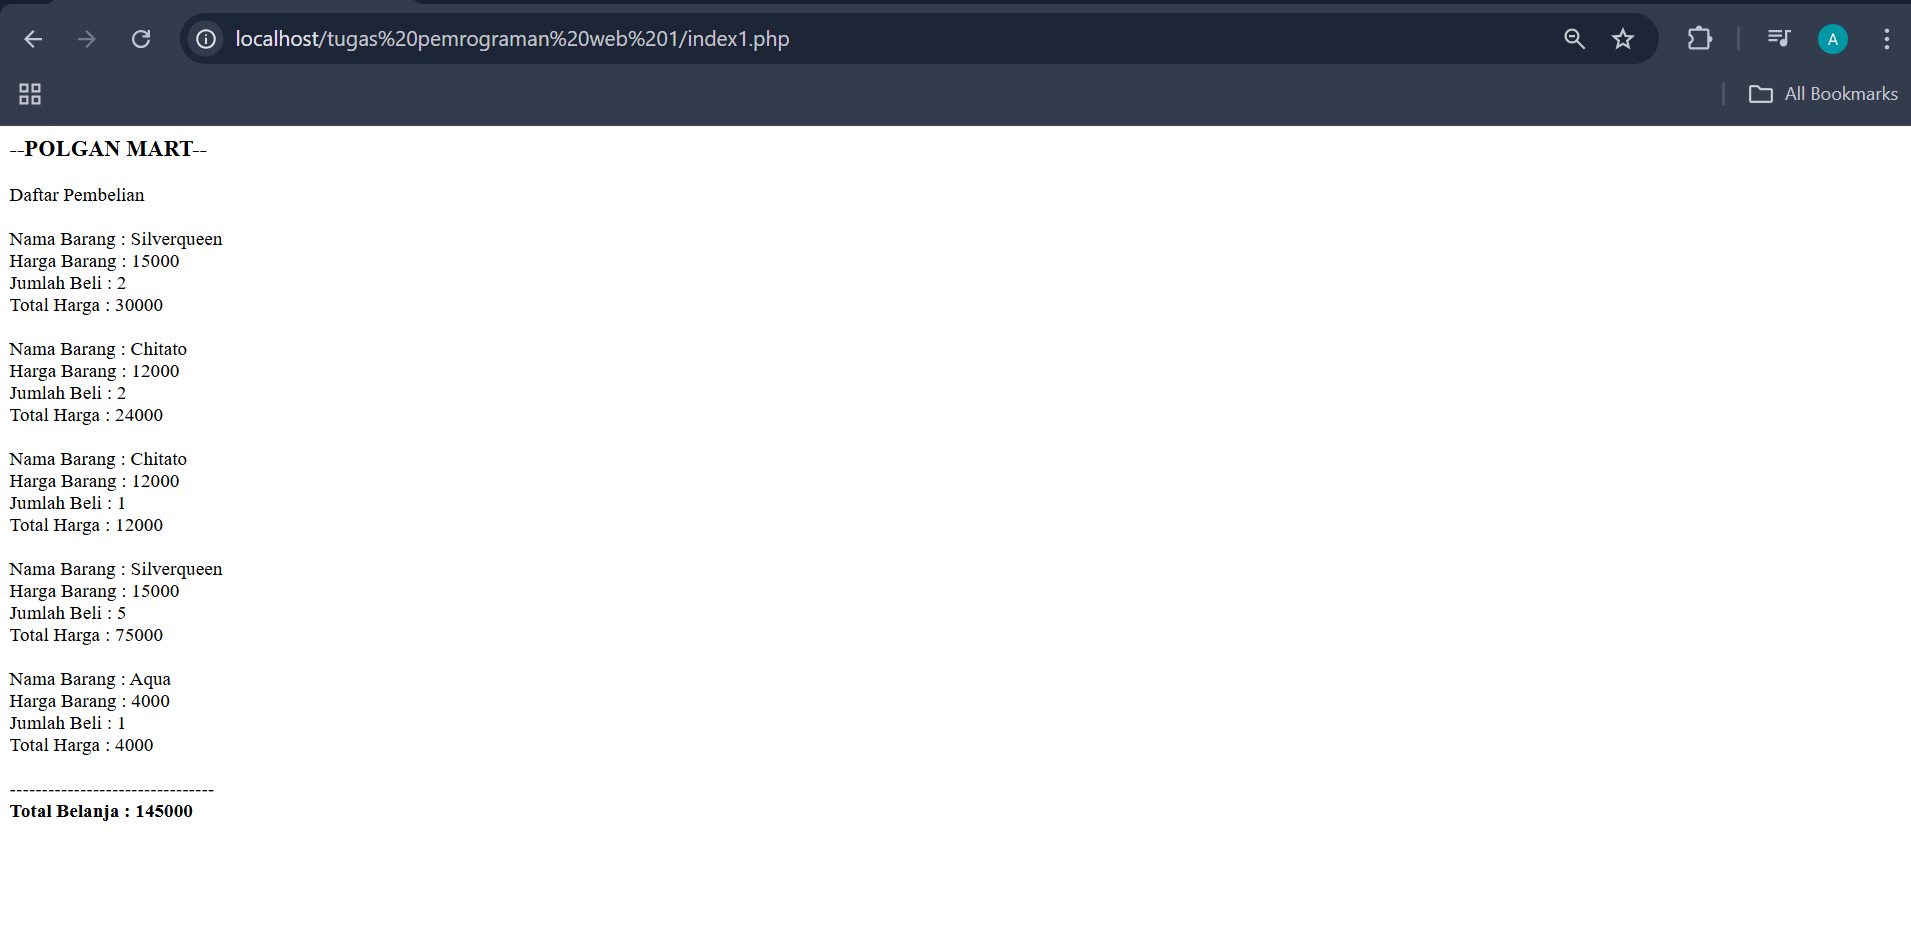 localhost/tugas%20pemrograman%20web%201/index1.php
A
All Bookmarks
--POLGAN MART--
Daftar Pembelian
Nama Barang : Silverqueen
Harga Barang : 15000
Jumlah Beli : 2
Total Harga : 30000
Nama Barang : Chitato
Harga Barang : 12000
Jumlah Beli : 2
Total Harga : 24000
Nama Barang : Chitato
Harga Barang : 12000
Jumlah Beli : 1
Total Harga : 12000
Nama Barang : Silverqueen
Harga Barang : 15000
Jumlah Beli : 5
Total Harga : 75000
Nama Barang : Aqua
Harga Barang : 4000
Jumlah Beli : 1
Total Harga : 4000
--------------------------------
Total Belanja : 145000